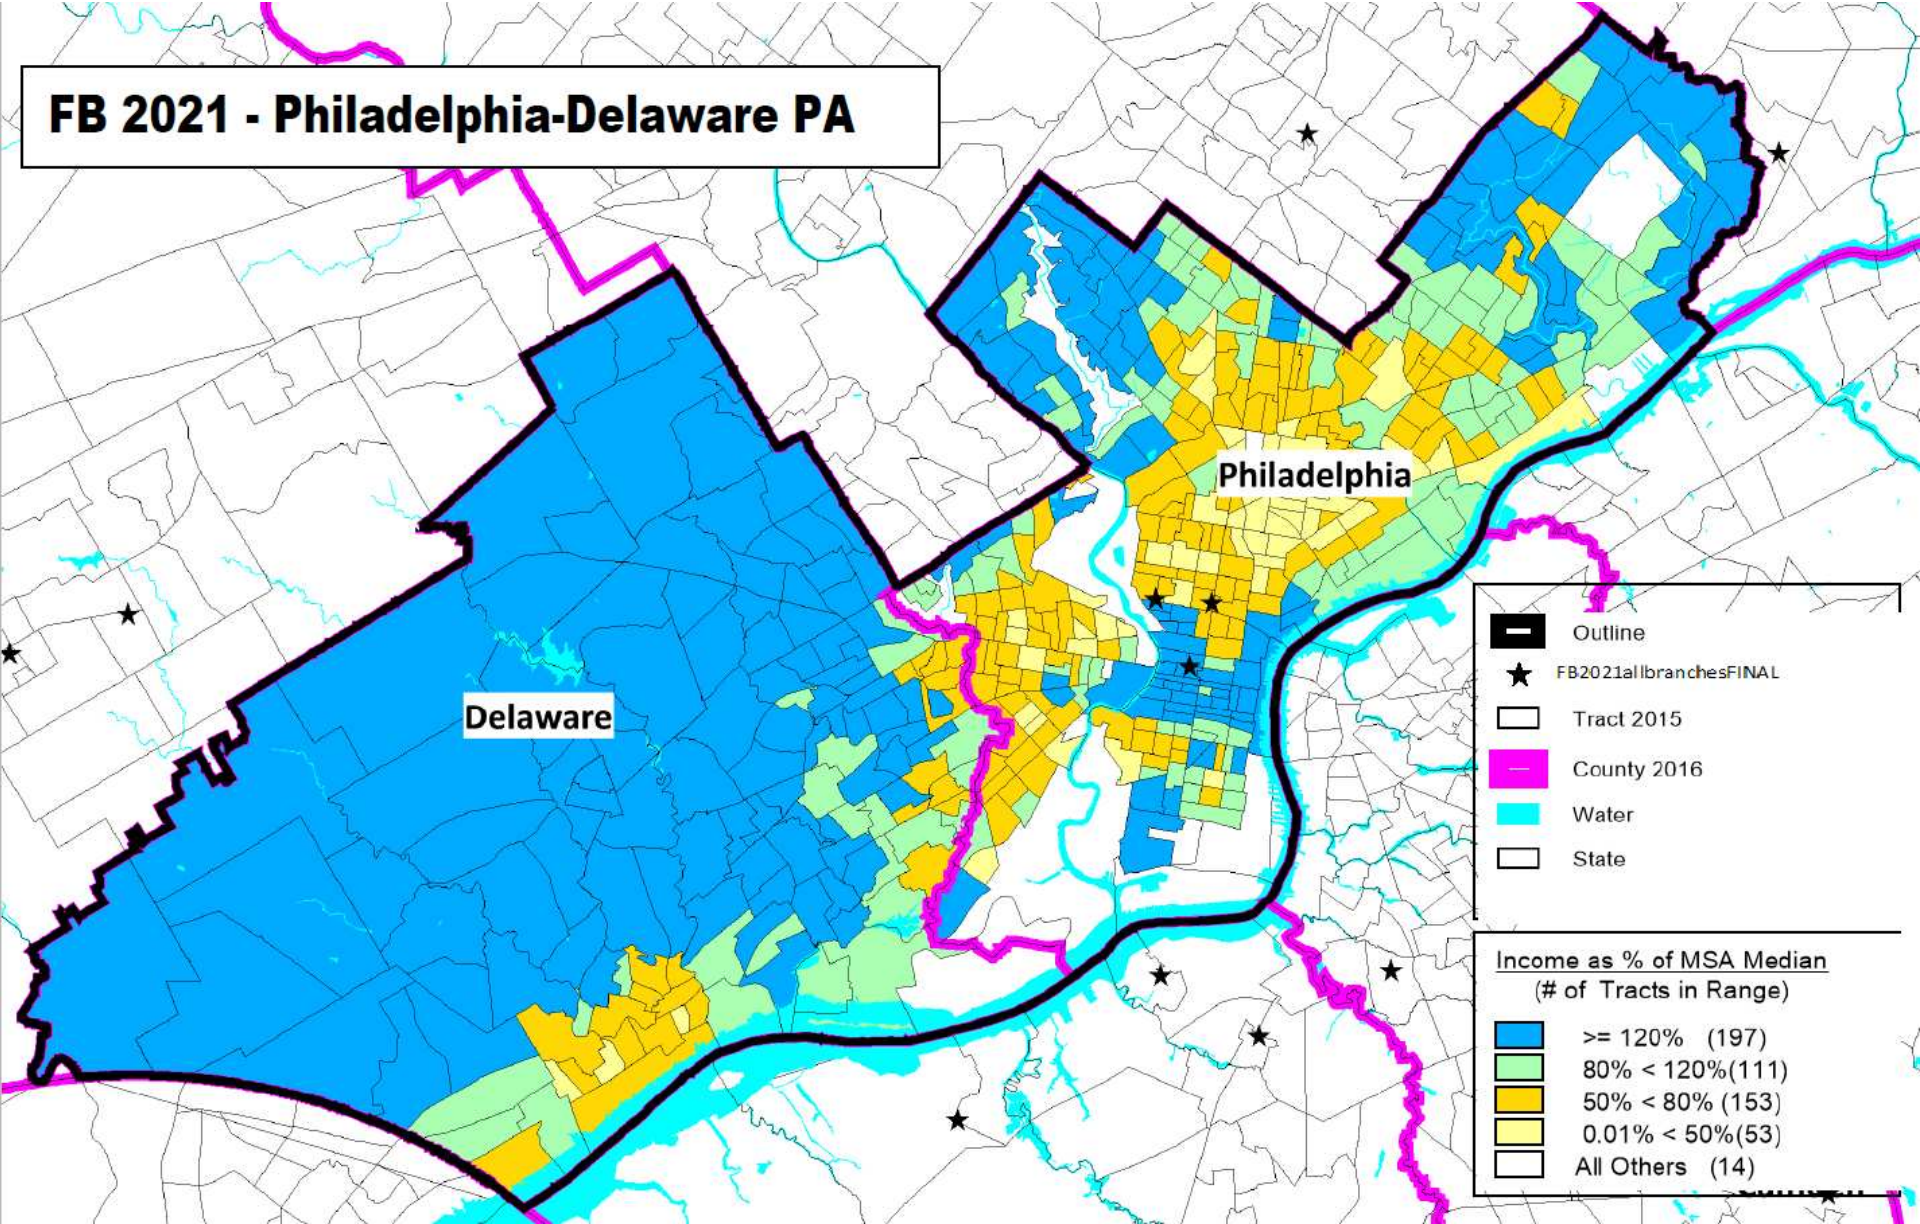 FB 2021 - Philadelphia-Delaware PA
Philadelphia
Delaware
Outline
FB2021allbranchesFINAL
Tract 2015
County 2016
Water
State
Income as % of MSA Median
(# of Tracts in Range)
>= 120% (197)
80% < 120%(111)
50% < 80% (153)
0.01% < 50%(53)
All Others (14)